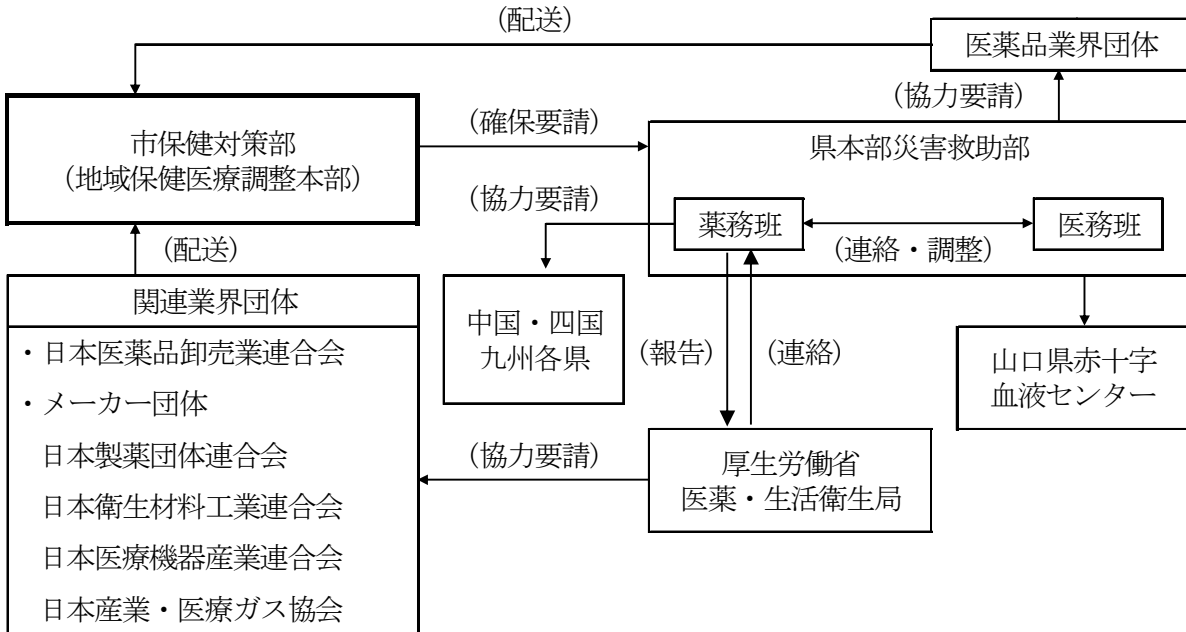 (配送)
医薬品業界団体
(協力要請)
市保健対策部
(地域保健医療調整本部)
(確保要請)
県本部災害救助部
(協力要請)
薬務班
医務班
(連絡・調整)
(配送)
関連業界団体
・日本医薬品卸売業連合会
・メーカー団体
日本製薬団体連合会
日本衛生材料工業連合会
日本医療機器産業連合会
日本産業・医療ガス協会
中国・四国
九州各県
(報告)
(連絡)
山口県赤十字
血液センター
(協力要請)
厚生労働省
医薬・生活衛生局